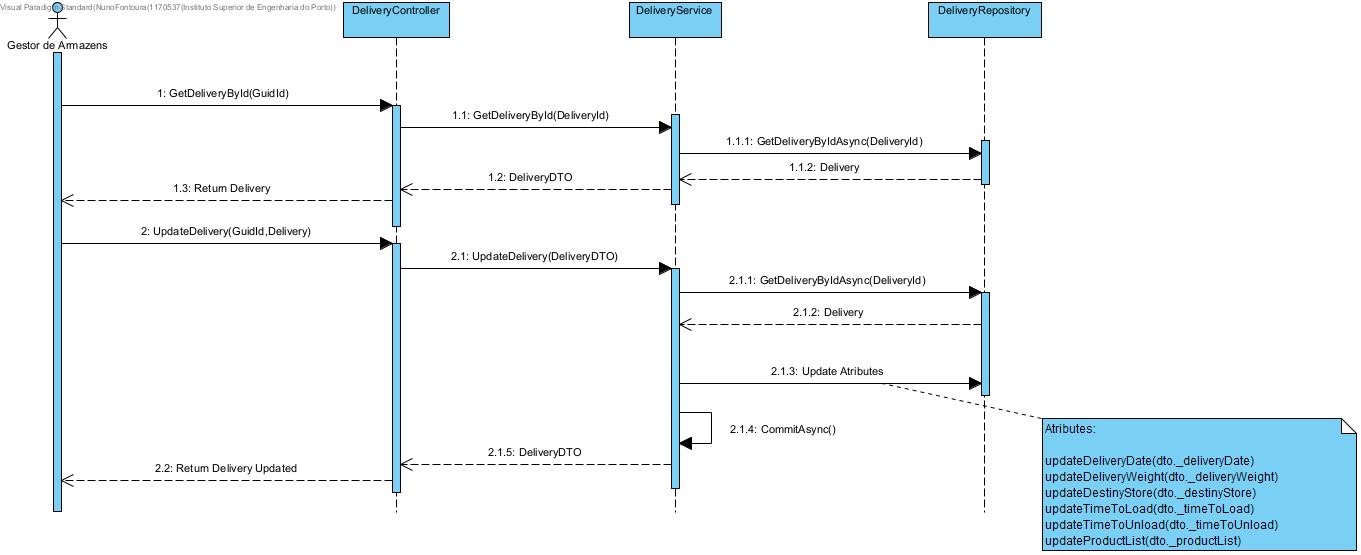 Visual Paradigm Standard(NunoFontoura(1170537(Instituto Superior de Engenharia do Porto))
DeliveryController
DeliveryService
DeliveryRepository
Gestor de Armazens
1: GetDeliveryById(GuidId)
1.1: GetDeliveryById(DeliveryId)
1.1.1: GetDeliveryByIdAsync(DeliveryId)
1.1.2: Delivery
1.2: DeliveryDTO
1.3: Return Delivery
2: UpdateDelivery(GuidId,Delivery)
2.1: UpdateDelivery(DeliveryDTO)
2.1.1: GetDeliveryByIdAsync(DeliveryId)
2.1.2: Delivery
2.1.3: Update Atributes
2.1.4: CommitAsync()
2.1.5: DeliveryDTO
2.2: Return Delivery Updated
Atributes:
updateDeliveryDate(dto._deliveryDate)
updateDeliveryWeight(dto._deliveryWeight)
updateDestinyStore(dto._destinyStore)
updateTimeToLoad(dto._timeToLoad)
updateTimeToUnload(dto._timeToUnload)
updateProductList(dto._productList)